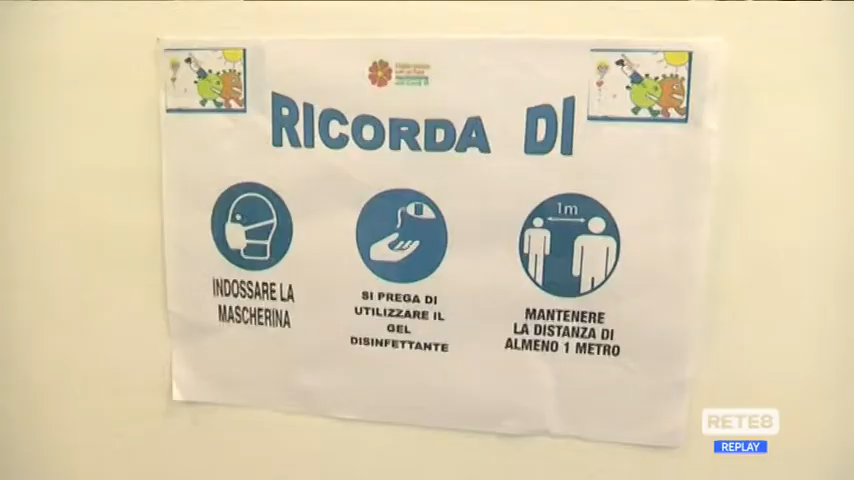 RICORDA DI
1m
INDOSSARE LA
MASCHERINA
SI PREGA DI
UTILIZZARE IL
GEL
DISINFETTANTE
MANTENERE
LA DISTANZA DI
ALMENO 1 METRO
RETE8
REPLAY